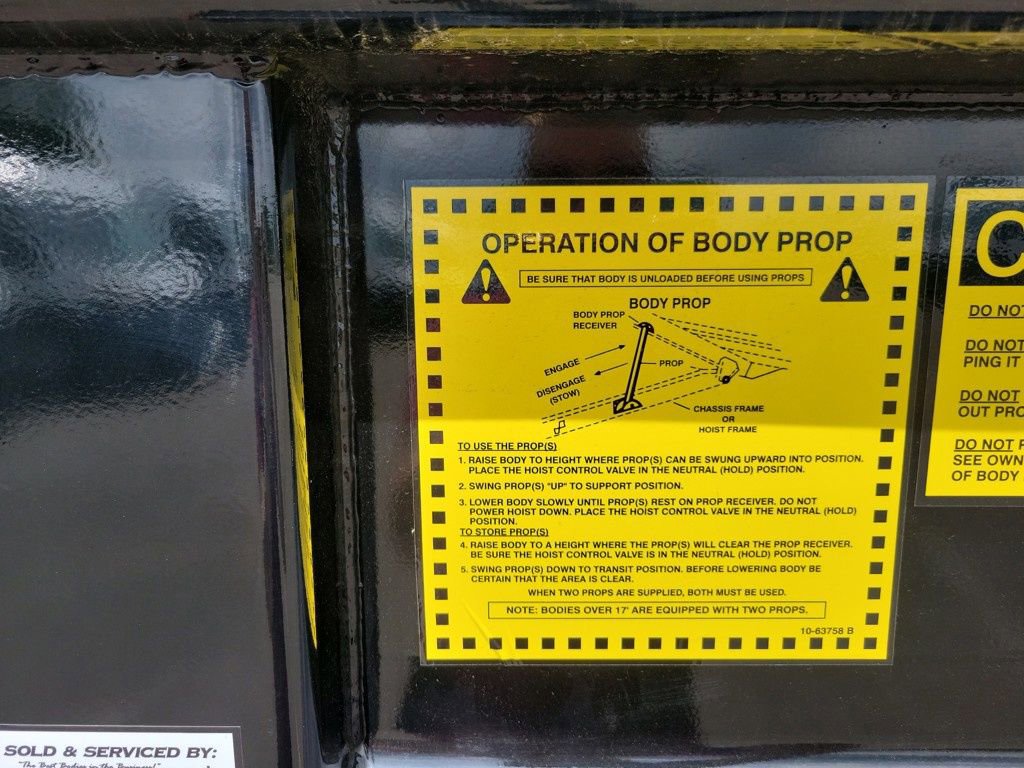 OPERATION OF BODY PROP
BE SURE THAT BODY IS UNLOADED BEFORE USING PROPS
BODY PROP
BODY PROP
RECEIVER
ENGAGE
PROP
DISENGAGE
(STOW)
CHASSIS FRAME
OR
HOIST FRAME
TO USE THE PROP(S)
1. RAISE BODY TO HEIGHT WHERE PROP(S) CAN BE SWUNG UPWARD INTO POSITION.
PLACE THE HOIST CONTROL VALVE IN THE NEUTRAL (HOLD) POSITION.
2. SWING PROP(S) "UP" TO SUPPORT POSITION.
3. LOWER BODY SLOWLY UNTIL PROP(S) REST ON PROP RECEIVER. DO NOT
POWER HOIST DOWN. PLACE THE HOIST CONTROL VALVE IN THE NEUTRAL (HOLD)
POSITION.
TO STORE PROP(S)
4. RAISE BODY TO A HEIGHT WHERE THE PROP(S) WILL CLEAR THE PROP RECEIVER.
BE SURE THE HOIST CONTROL VALVE IS IN THE NEUTRAL (HOLD) POSITION.
5. SWING PROP(S) DOWN TO TRANSIT POSITION. BEFORE LOWERING BODY BE
CERTAIN THAT THE AREA IS CLEAR.
WHEN TWO PROPS ARE SUPPLIED, BOTH MUST BE USED.
NOTE: BODIES OVER 17' ARE EQUIPPED WITH TWO PROPS.
10-63758 B
C
DO NOT
DO NOT
PING IT
DO NOT
OUT PRO
DO NOT P
SEE OWN
OF BODY
SOLD & SERVICED BY:
"The Best Bodies in the Business!"